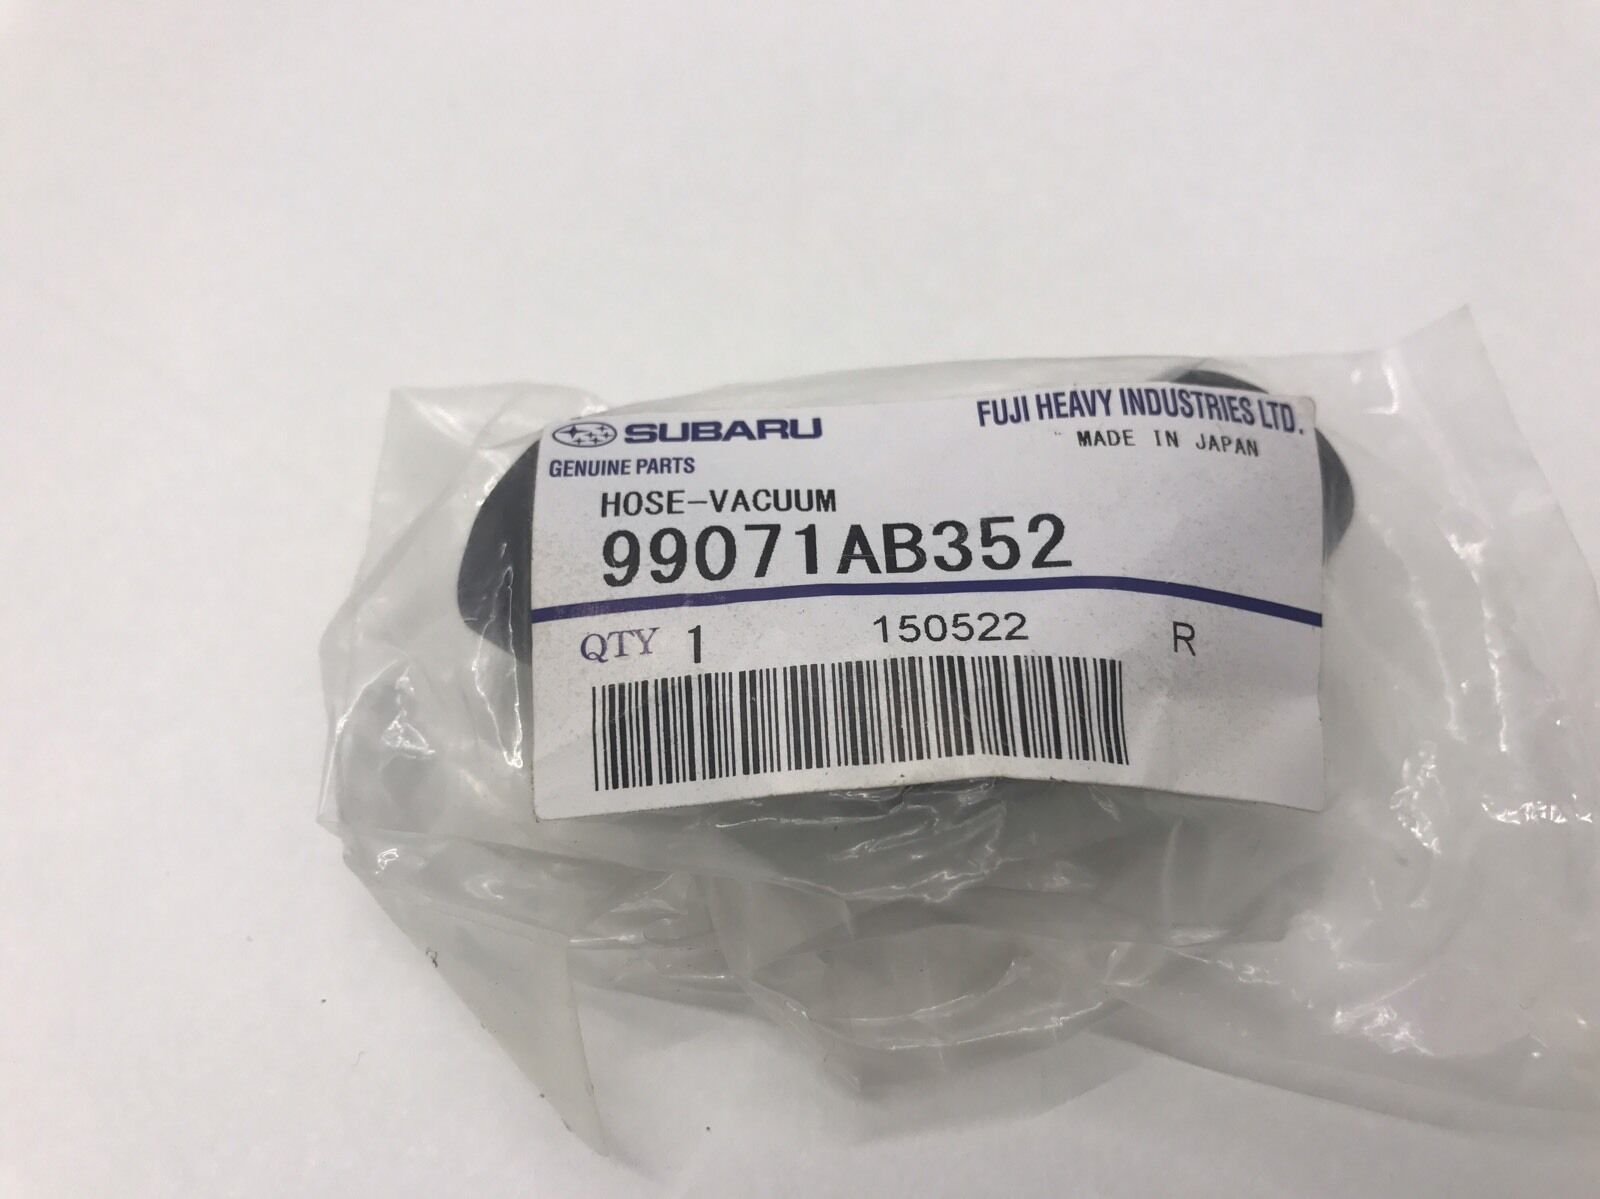 SUBARU
FUJI HEAVY INDUSTRIES LTD.
MADE IN JAPAN
GENUINE PARTS
HOSE-VACUUM
99071AB352
QTY 1 150522 R